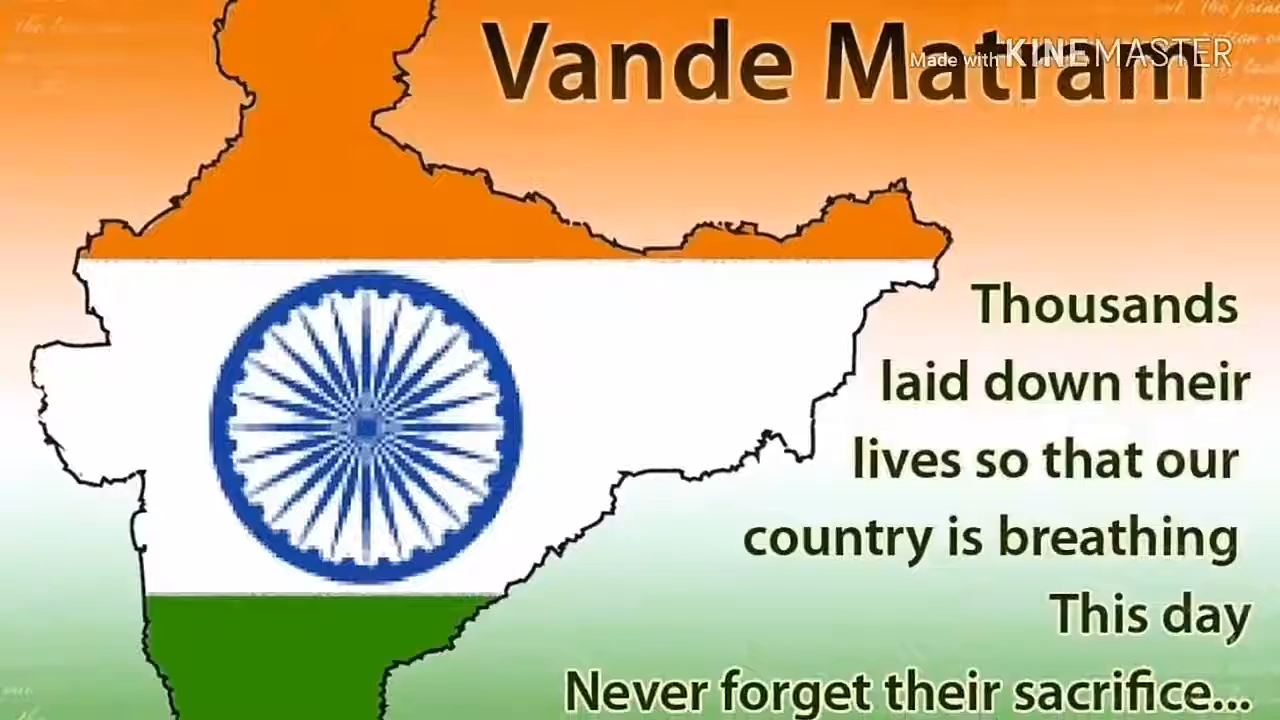 Vande Matram
Made with KINEMASTER
Thousands
laid down their
lives so that our
country is breathing
This day
Never forget their sacrifice...